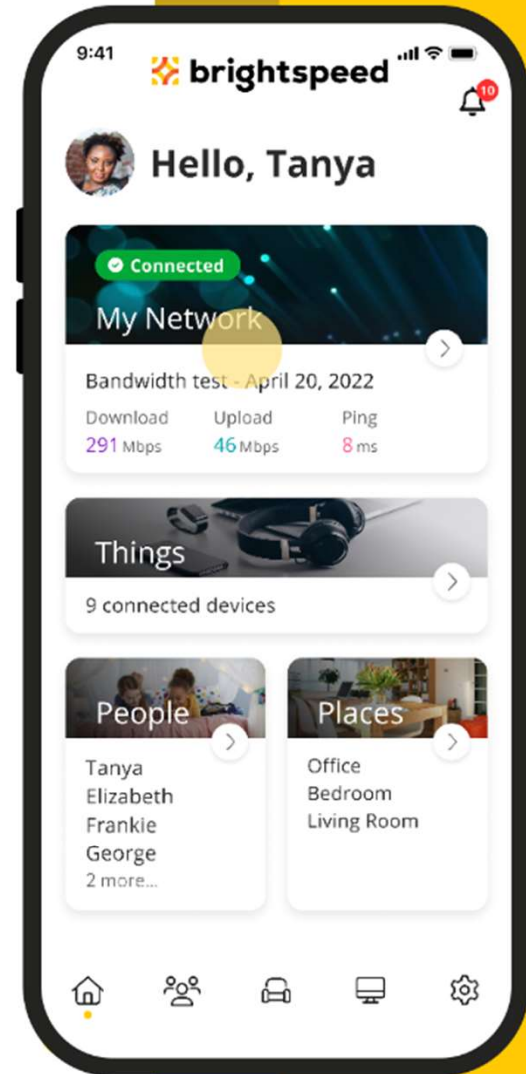 9:41
brightspeed
10
Hello, Tanya
Connected
My Network
Bandwidth test - April 20, 2022
Download Upload Ping
291 Mbps 46 Mbps 8 ms
Things
9 connected devices
People
Tanya
Elizabeth
Frankie
George
2 more...
Places
Office
Bedroom
Living Room